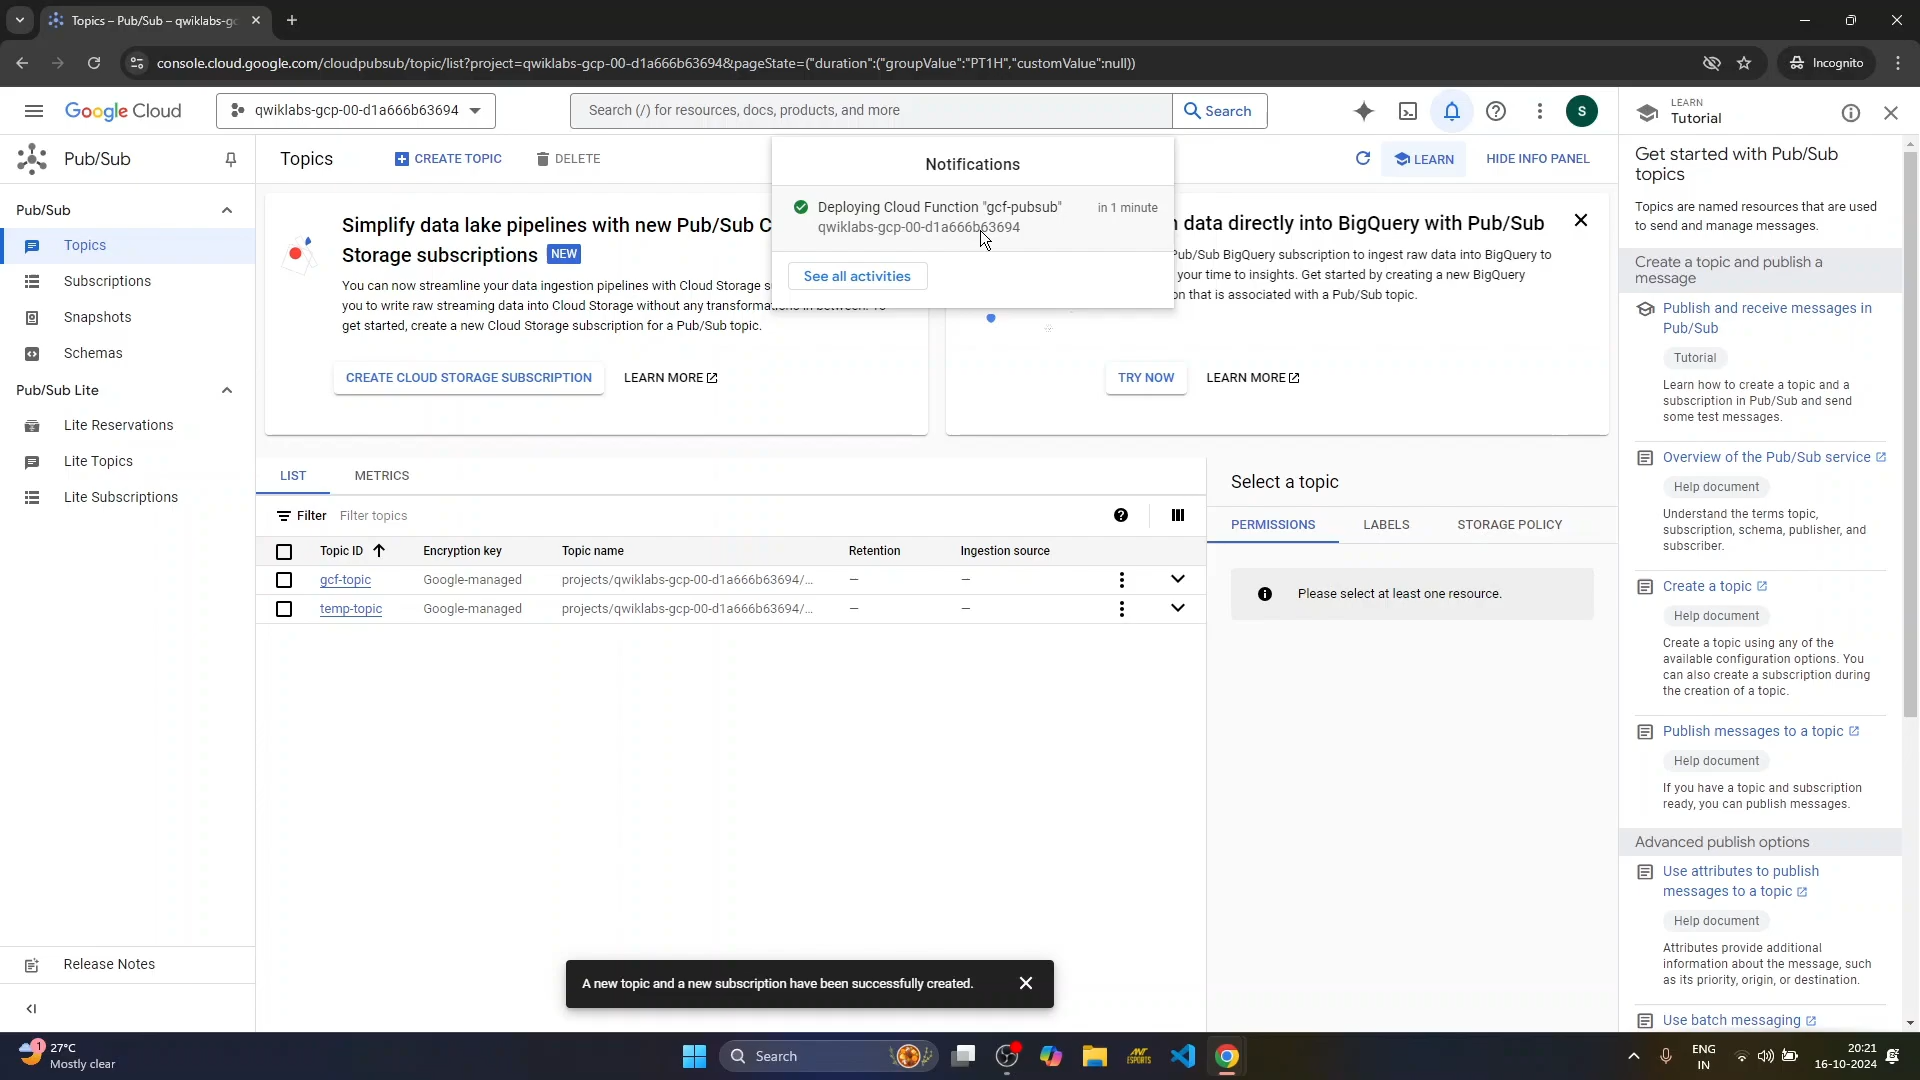 Topics – Pub/Sub – qwiklabs-gc
console.cloud.google.com/cloudpubsub/topic/list?project=qwiklabs-gcp-00-d1a666b63694&pageState=("duration":("groupValue":"PT1H","customValue":null))
Incognito
Google Cloud
qwiklabs-gcp-00-d1a666b63694
Search (/) for resources, docs, products, and more
Search
S
LEARN
Tutorial
Pub/Sub
Topics
CREATE TOPIC
DELETE
LEARN
HIDE INFO PANEL
Pub/Sub
Topics
Subscriptions
Snapshots
Schemas
Pub/Sub Lite
Lite Reservations
Lite Topics
Lite Subscriptions
Release Notes
Notifications
Deploying Cloud Function "gcf-pubsub"
in 1 minute
qwiklabs-gcp-00-d1a666b63694
See all activities
Simplify data lake pipelines with new Pub/Sub C
Storage subscriptions NEW
You can now streamline your data ingestion pipelines with Cloud Storage s
you to write raw streaming data into Cloud Storage without any transformations in between. To
get started, create a new Cloud Storage subscription for a Pub/Sub topic.
CREATE CLOUD STORAGE SUBSCRIPTION
LEARN MORE
data directly into BigQuery with Pub/Sub
Pub/Sub BigQuery subscription to ingest raw data into BigQuery to
your time to insights. Get started by creating a new BigQuery
on that is associated with a Pub/Sub topic.
TRY NOW
LEARN MORE
LIST
METRICS
Filter
Filter topics
Topic ID
Encryption key
Topic name
Retention
Ingestion source
gcf-topic
Google-managed
projects/qwiklabs-gcp-00-d1a666b63694/...
—
—
temp-topic
Google-managed
projects/qwiklabs-gcp-00-d1a666b63694/...
—
—
Select a topic
PERMISSIONS
LABELS
STORAGE POLICY
Please select at least one resource.
A new topic and a new subscription have been successfully created.
Get started with Pub/Sub
topics
Topics are named resources that are used
to send and manage messages.
Create a topic and publish a
message
Publish and receive messages in
Pub/Sub
Tutorial
Learn how to create a topic and a
subscription in Pub/Sub and send
some test messages.
Overview of the Pub/Sub service
Help document
Understand the terms topic,
subscription, schema, publisher, and
subscriber.
Create a topic
Help document
Create a topic using any of the
available configuration options. You
can also create a subscription during
the creation of a topic.
Publish messages to a topic
Help document
If you have a topic and subscription
ready, you can publish messages.
Advanced publish options
Use attributes to publish
messages to a topic
Help document
Attributes provide additional
information about the message, such
as its priority, origin, or destination.
Use batch messaging
1
27°C
Mostly clear
Search
ANT
ESPORTS
ENG
IN
20:21
16-10-2024